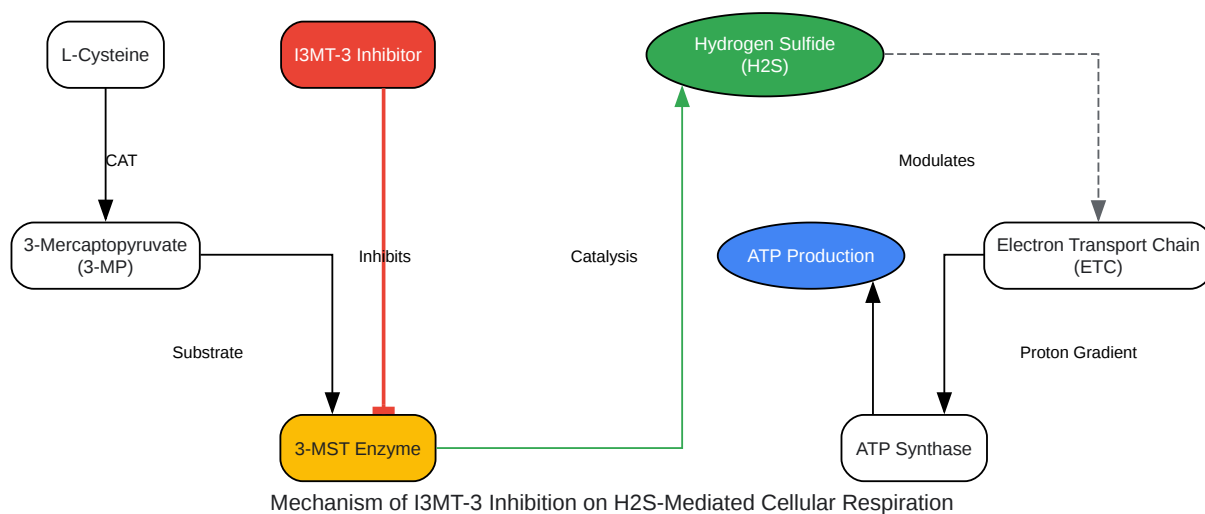 L-Cysteine
I3MT-3 Inhibitor
Hydrogen Sulfide
(H2S)
CAT
Modulates
3-Mercaptopyruvate
(3-MP)
Inhibits
Catalysis
ATP Production
Electron Transport Chain
(ETC)
Substrate
Proton Gradient
3-MST Enzyme
ATP Synthase
Mechanism of I3MT-3 Inhibition on H2S-Mediated Cellular Respiration